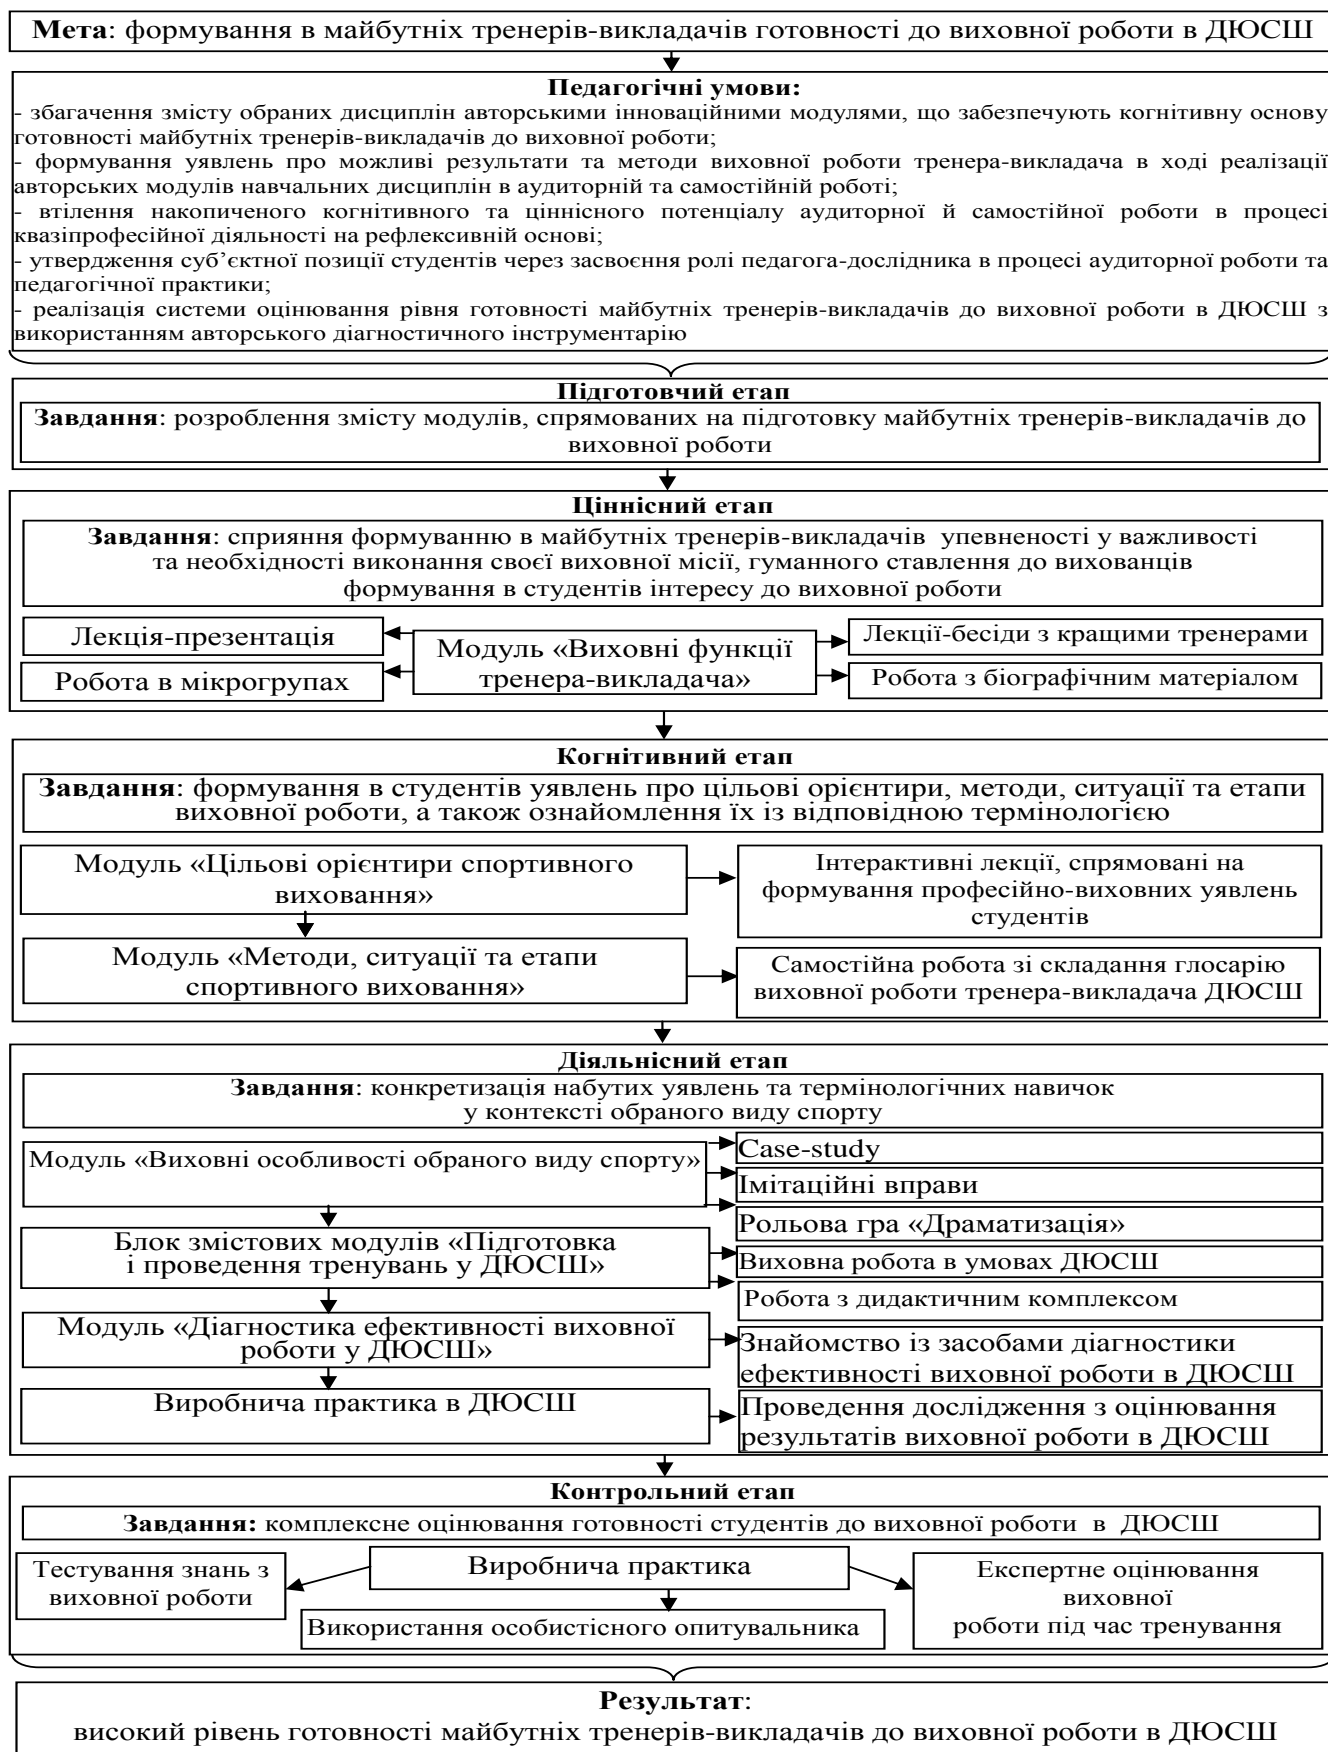 Мета: формування в майбутніх тренерів-викладачів готовності до виховної роботи в ДЮСШ
Педагогічні умови:
- збагачення змісту обраних дисциплін авторськими інноваційними модулями, що забезпечують когнітивну основу
готовності майбутніх тренерів-викладачів до виховної роботи;
- формування уявлень про можливі результати та методи виховної роботи тренера-викладача в ході реалізації
авторських модулів навчальних дисциплін в аудиторній та самостійній роботі;
- втілення накопиченого когнітивного та ціннісного потенціалу аудиторної й самостійної роботи в процесі
квазіпрофесійної діяльності на рефлексивній основі;
- утвердження суб’єктної позиції студентів через засвоєння ролі педагога-дослідника в процесі аудиторної роботи та
педагогічної практики;
- реалізація системи оцінювання рівня готовності майбутніх тренерів-викладачів до виховної роботи в ДЮСШ з
використанням авторського діагностичного інструментарію
Підготовчий етап
Завдання: розроблення змісту модулів, спрямованих на підготовку майбутніх тренерів-викладачів до
виховної роботи
Ціннісний етап
Завдання: сприяння формуванню в майбутніх тренерів-викладачів упевненості у важливості
та необхідності виконання своєї виховної місії, гуманного ставлення до вихованців
формування в студентів інтересу до виховної роботи
Лекція-презентація
Робота в мікрогрупах
Модуль «Виховні функції
тренера-викладача»
Лекції-бесіди з кращими тренерами
Робота з біографічним матеріалом
Когнітивний етап
Завдання: формування в студентів уявлень про цільові орієнтири, методи, ситуації та етапи
виховної роботи, а також ознайомлення їх із відповідною термінологією
Модуль «Цільові орієнтири спортивного
виховання»
Інтерактивні лекції, спрямовані на
формування професійно-виховних уявлень
студентів
Модуль «Методи, ситуації та етапи
спортивного виховання»
Самостійна робота зі складання глосарію
виховної роботи тренера-викладача ДЮСШ
Діяльнісний етап
Завдання: конкретизація набутих уявлень та термінологічних навичок
у контексті обраного виду спорту
Модуль «Виховні особливості обраного виду спорту»
Case-study
Імітаційні вправи
Рольова гра «Драматизація»
Блок змістових модулів «Підготовка
і проведення тренувань у ДЮСШ»
Виховна робота в умовах ДЮСШ
Робота з дидактичним комплексом
Модуль «Діагностика ефективності виховної
роботи у ДЮСШ»
Знайомство із засобами діагностики
ефективності виховної роботи в ДЮСШ
Виробнича практика в ДЮСШ
Проведення дослідження з оцінювання
результатів виховної роботи в ДЮСШ
Контрольний етап
Завдання: комплексне оцінювання готовності студентів до виховної роботи в ДЮСШ
Тестування знань з
виховної роботи
Виробнича практика
Використання особистісного опитувальника
Експертне оцінювання
виховної
роботи під час тренування
Результат:
високий рівень готовності майбутніх тренерів-викладачів до виховної роботи в ДЮСШ